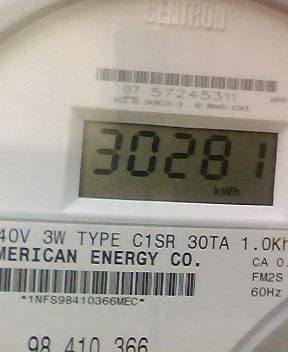 CENTRON®
07 57245311
30281
kWh
40V 3W TYPE C1SR 30TA 1.0Kh
MERICAN ENERGY CO.
CA 0.
FM2S
*1NFS98410366MEC*
60Hz
98 410 366